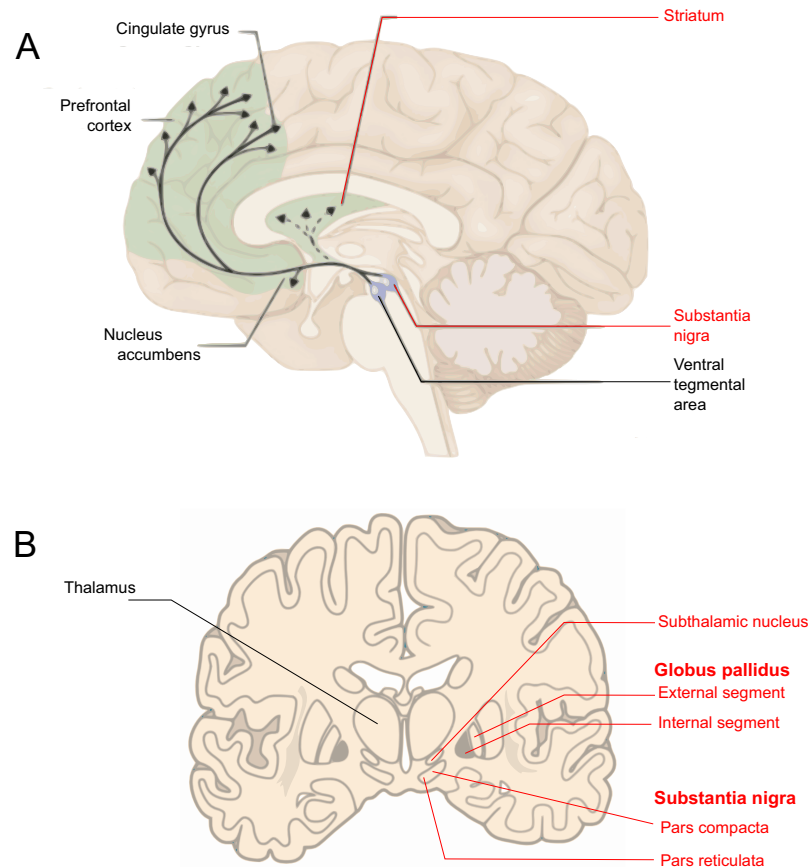 A
Cingulate gyrus
Striatum
Prefrontal
cortex
Nucleus
accumbens
Substantia
nigra
Ventral
tegmental
area
B
Thalamus
Subthalamic nucleus
Globus pallidus
External segment
Internal segment
Substantia nigra
Pars compacta
Pars reticulata